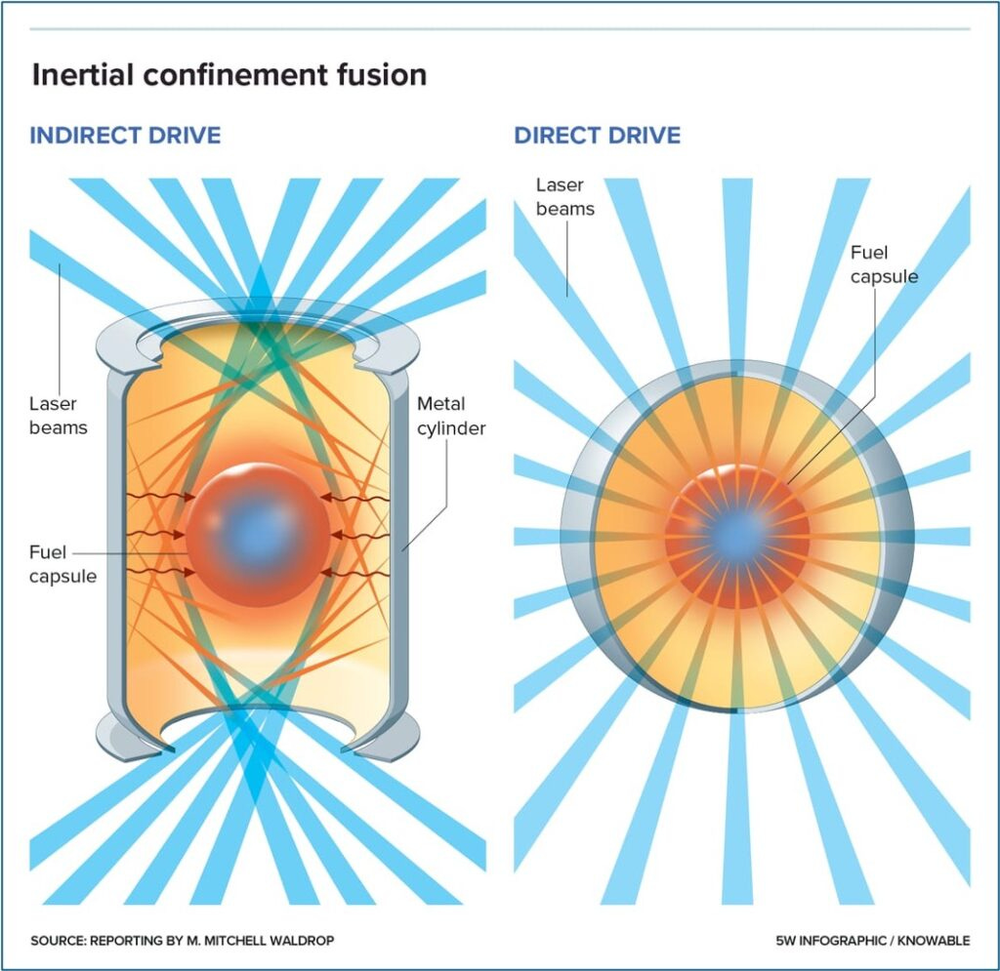 Inertial confinement fusion
INDIRECT DRIVE
Laser
beams
Metal
cylinder
Fuel
capsule
DIRECT DRIVE
Laser
beams
Fuel
capsule
SOURCE: REPORTING BY M. MITCHELL WALDROP
5W INFOGRAPHIC / KNOWABLE